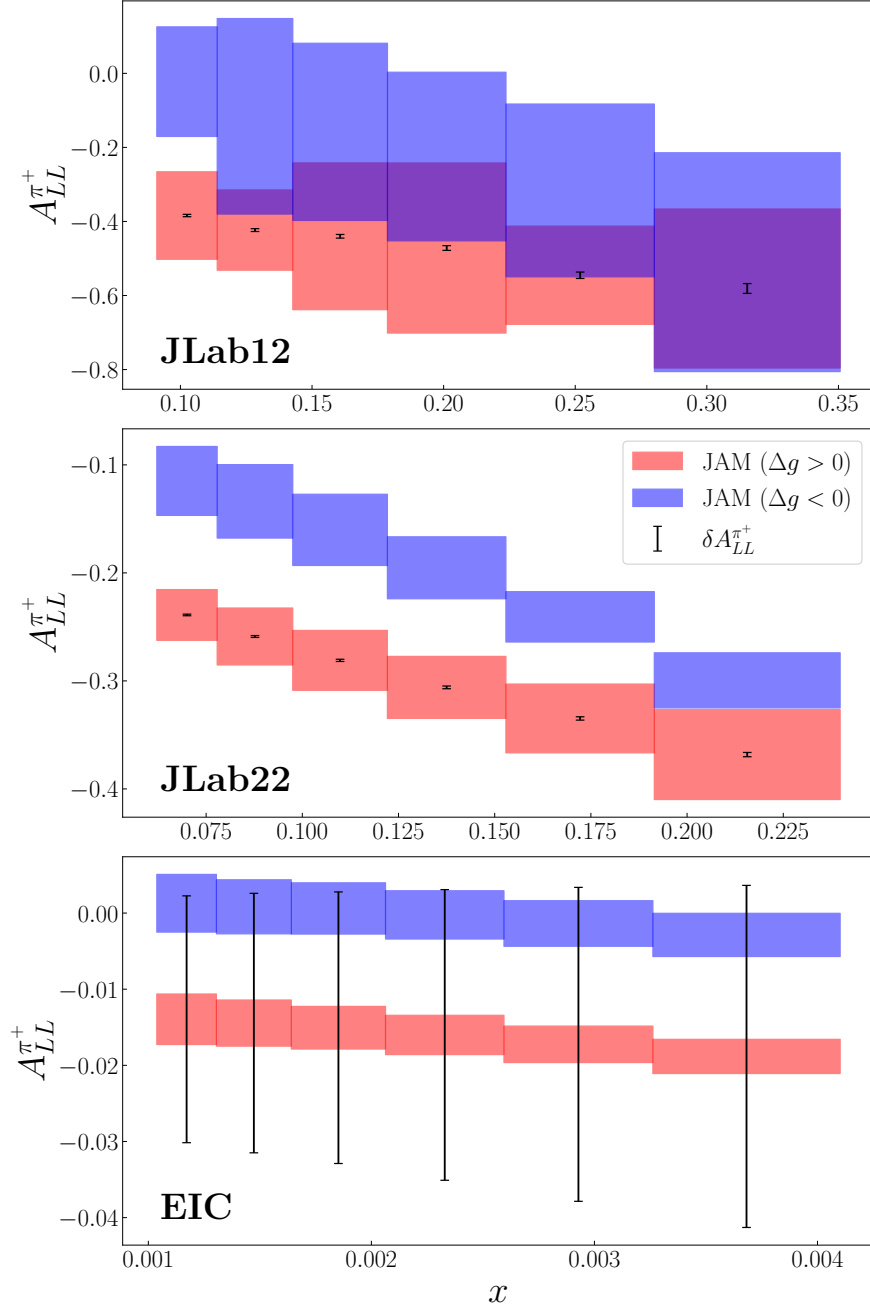 0.0
−0.2
−0.4
−0.6
−0.8
A_{LL}^{π^+}
JLab12
0.10 0.15 0.20 0.25 0.30 0.35
−0.1
−0.2
−0.3
−0.4
A_{LL}^{π^+}
JAM (Δg > 0)
JAM (Δg < 0)
δA_{LL}^{π^+}
JLab22
0.075 0.100 0.125 0.150 0.175 0.200 0.225
0.00
−0.01
−0.02
−0.03
−0.04
A_{LL}^{π^+}
EIC
0.001 0.002 0.003 0.004
x